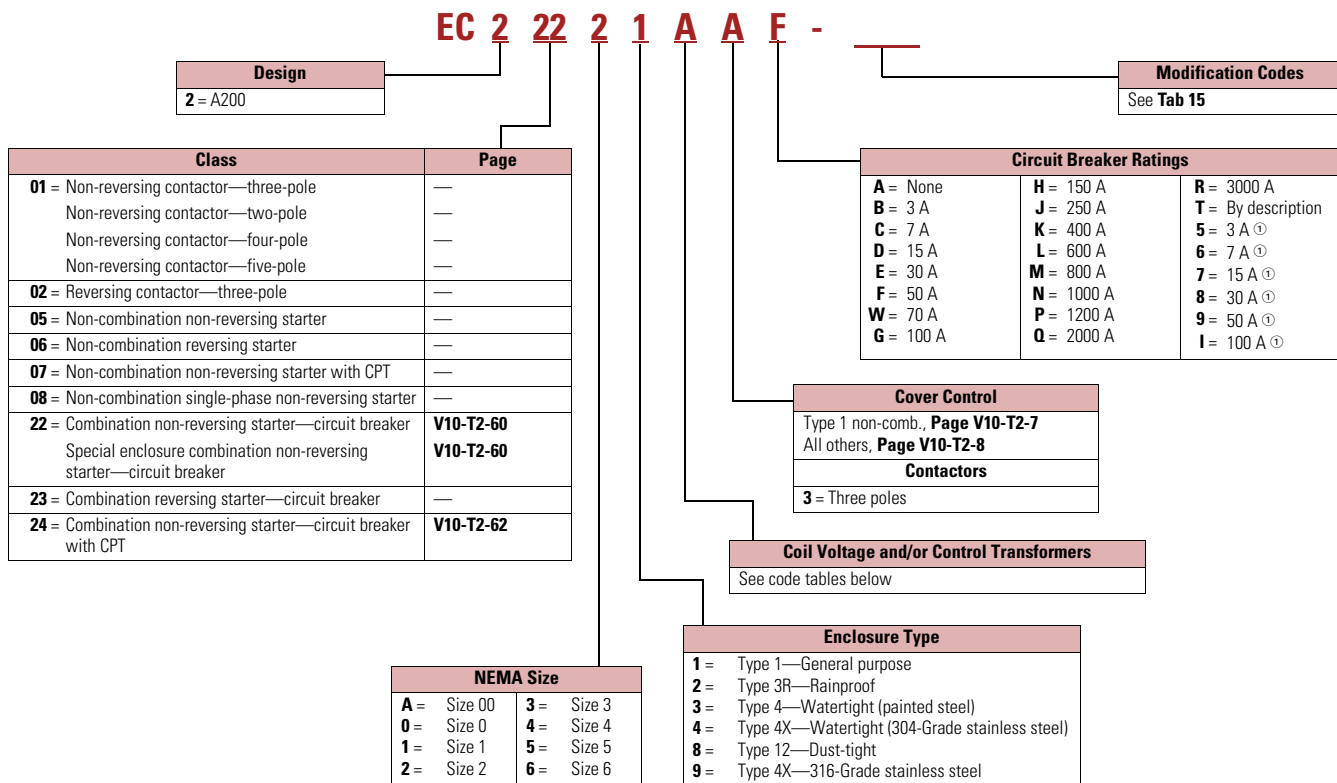 EC 2 22 2 1 A A F -
Design
2 = A200
Modification Codes
See Tab 15
Class Page
01 = Non-reversing contactor—three-pole —
Non-reversing contactor—two-pole —
Non-reversing contactor—four-pole —
Non-reversing contactor—five-pole —
02 = Reversing contactor—three-pole —
05 = Non-combination non-reversing starter —
06 = Non-combination reversing starter —
07 = Non-combination non-reversing starter with CPT —
08 = Non-combination single-phase non-reversing starter —
22 = Combination non-reversing starter—circuit breaker V10-T2-60
Special enclosure combination non-reversing V10-T2-60
starter—circuit breaker
23 = Combination reversing starter—circuit breaker —
24 = Combination non-reversing starter—circuit breaker V10-T2-62
with CPT
Circuit Breaker Ratings
A = None
B = 3 A
C = 7 A
D = 15 A
E = 30 A
F = 50 A
W = 70 A
G = 100 A
H = 150 A
J = 250 A
K = 400 A
L = 600 A
M = 800 A
N = 1000 A
P = 1200 A
Q = 2000 A
R = 3000 A
T = By description
5 = 3 A ①
6 = 7 A ①
7 = 15 A ①
8 = 30 A ①
9 = 50 A ①
I = 100 A ①
Cover Control
Type 1 non-comb., Page V10-T2-7
All others, Page V10-T2-8
Contactors
3 = Three poles
Coil Voltage and/or Control Transformers
See code tables below
Enclosure Type
1 = Type 1—General purpose
2 = Type 3R—Rainproof
3 = Type 4—Watertight (painted steel)
4 = Type 4X—Watertight (304-Grade stainless steel)
8 = Type 12—Dust-tight
9 = Type 4X—316-Grade stainless steel
NEMA Size
A = Size 00
0 = Size 0
1 = Size 1
2 = Size 2
3 = Size 3
4 = Size 4
5 = Size 5
6 = Size 6